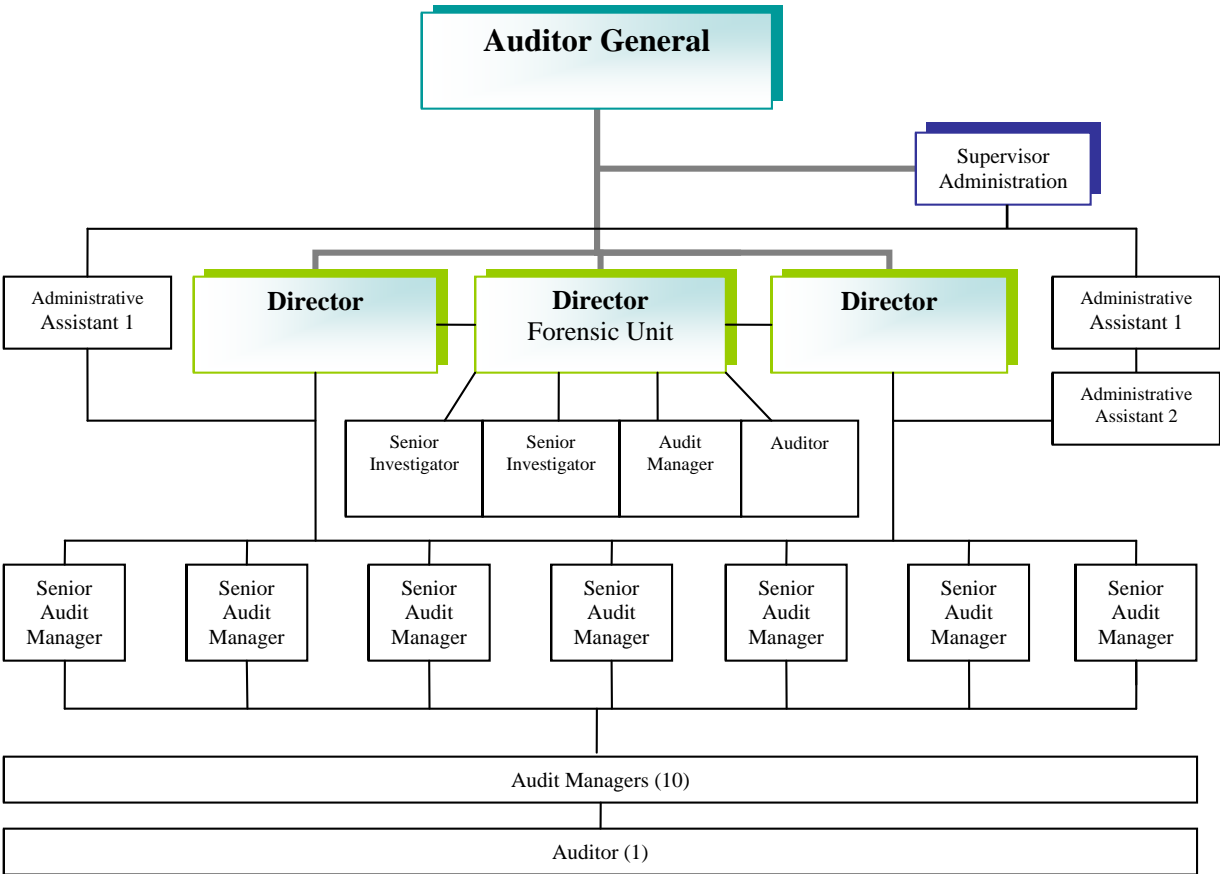 Auditor General
Supervisor
Administration
Administrative
Assistant 1
Director
Director
Forensic Unit
Director
Administrative
Assistant 1
Administrative
Assistant 2
Senior
Investigator
Senior
Investigator
Audit
Manager
Auditor
Senior
Audit
Manager
Senior
Audit
Manager
Senior
Audit
Manager
Senior
Audit
Manager
Senior
Audit
Manager
Senior
Audit
Manager
Senior
Audit
Manager
Audit Managers (10)
Auditor (1)